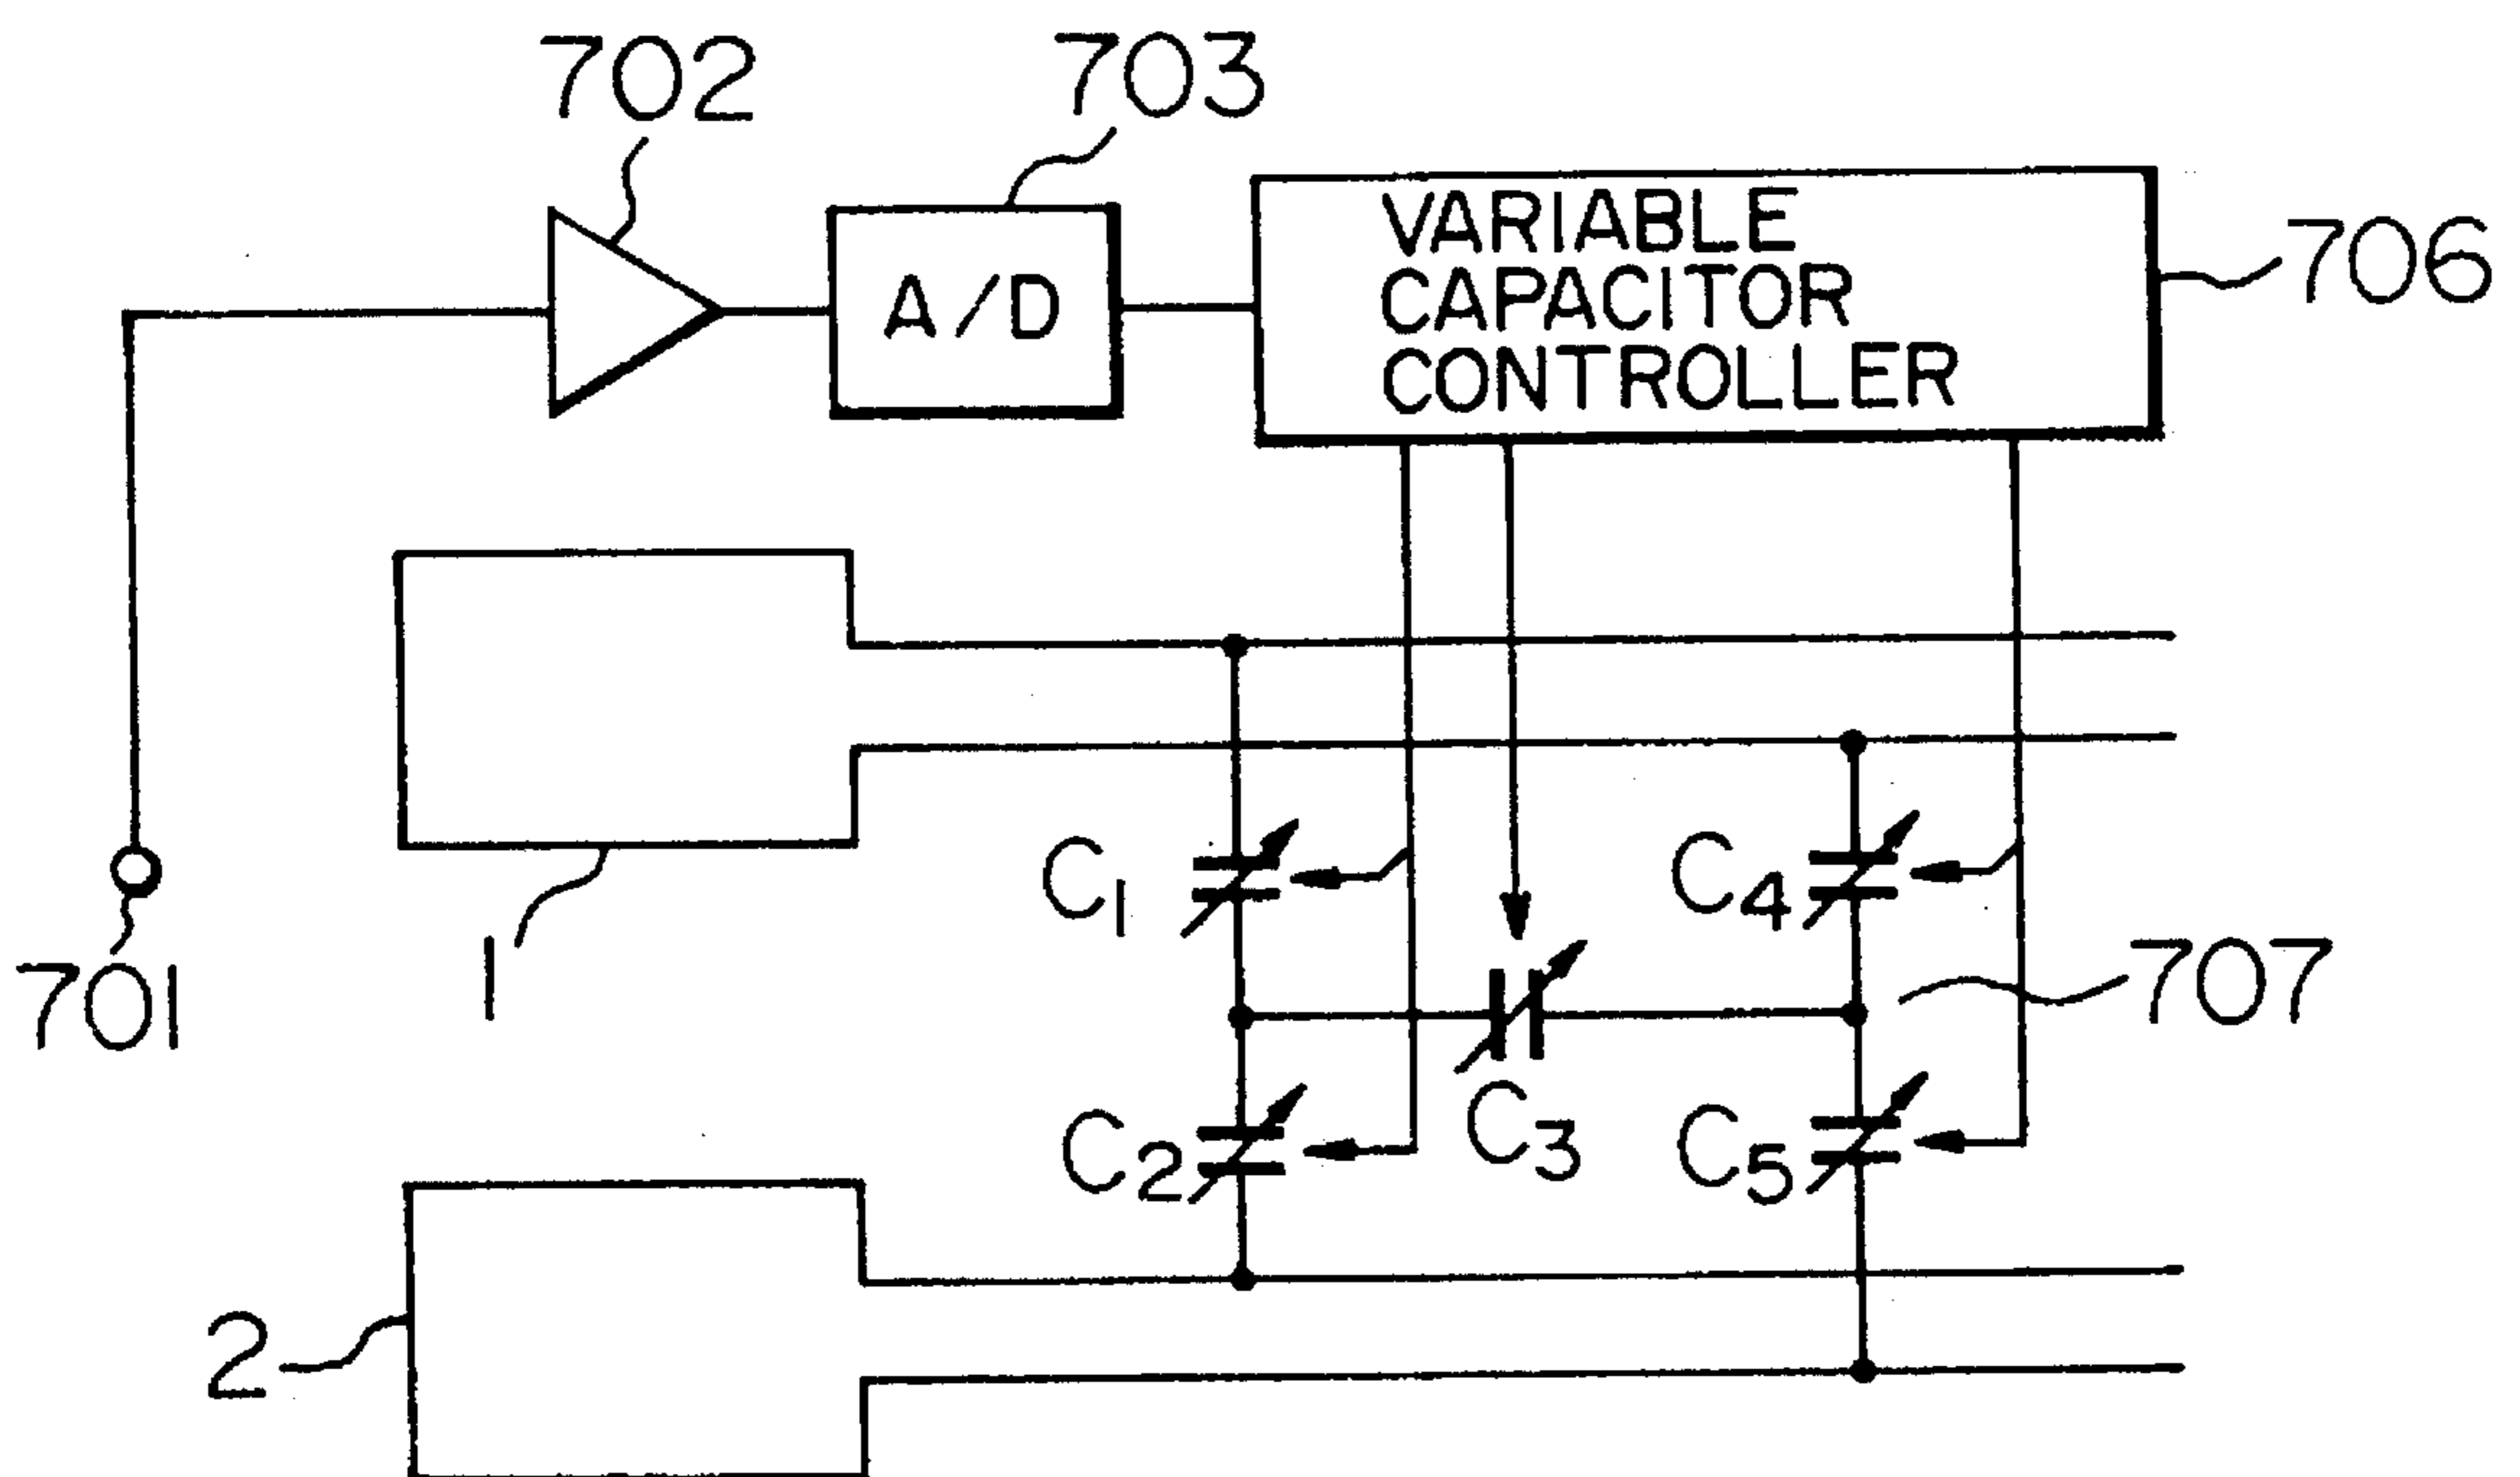 702
703
A/D
VARIABLE
CAPACITOR
CONTROLLER
706
701
1
C1
C4
707
C2
C3
C5
2